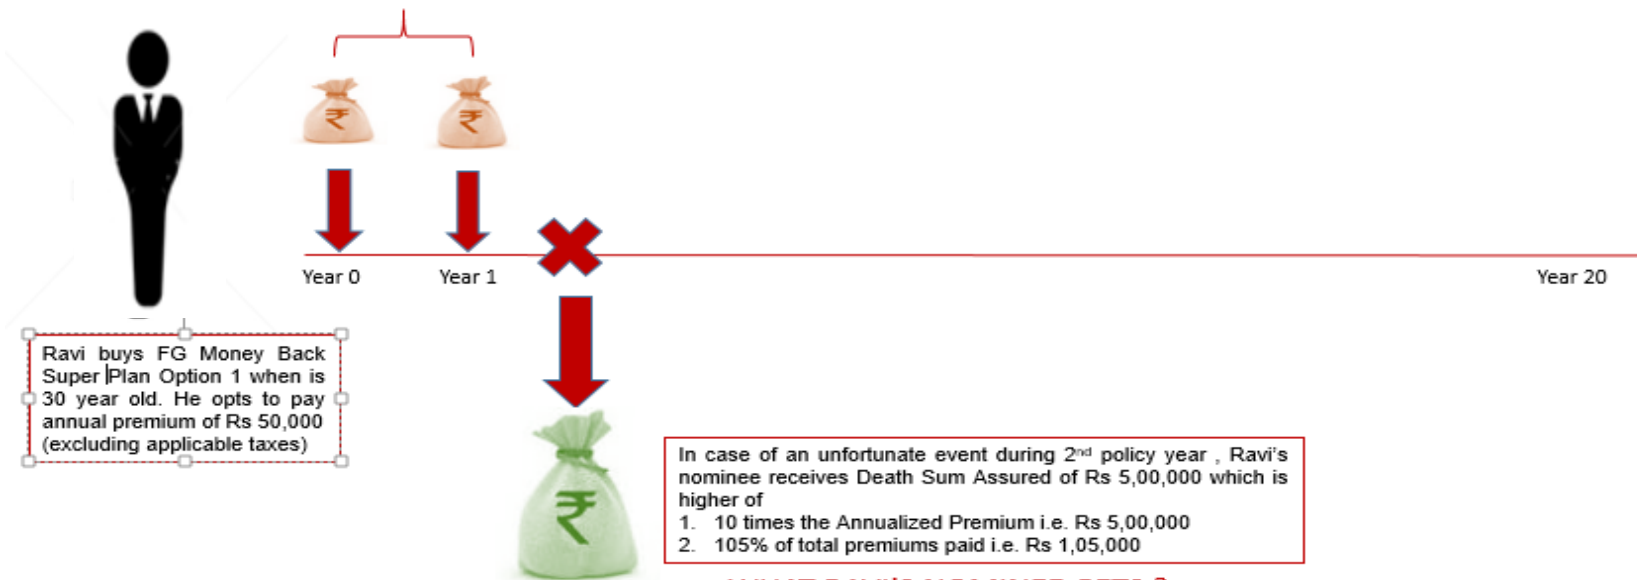 ₹
₹
Year 0
Year 1
Year 20
Ravi buys FG Money Back
Super Plan Option 1 when is
30 year old. He opts to pay
annual premium of Rs 50,000
(excluding applicable taxes)
₹
In case of an unfortunate event during 2nd policy year , Ravi's
nominee receives Death Sum Assured of Rs 5,00,000 which is
higher of
1. 10 times the Annualized Premium i.e. Rs 5,00,000
2. 105% of total premiums paid i.e. Rs 1,05,000